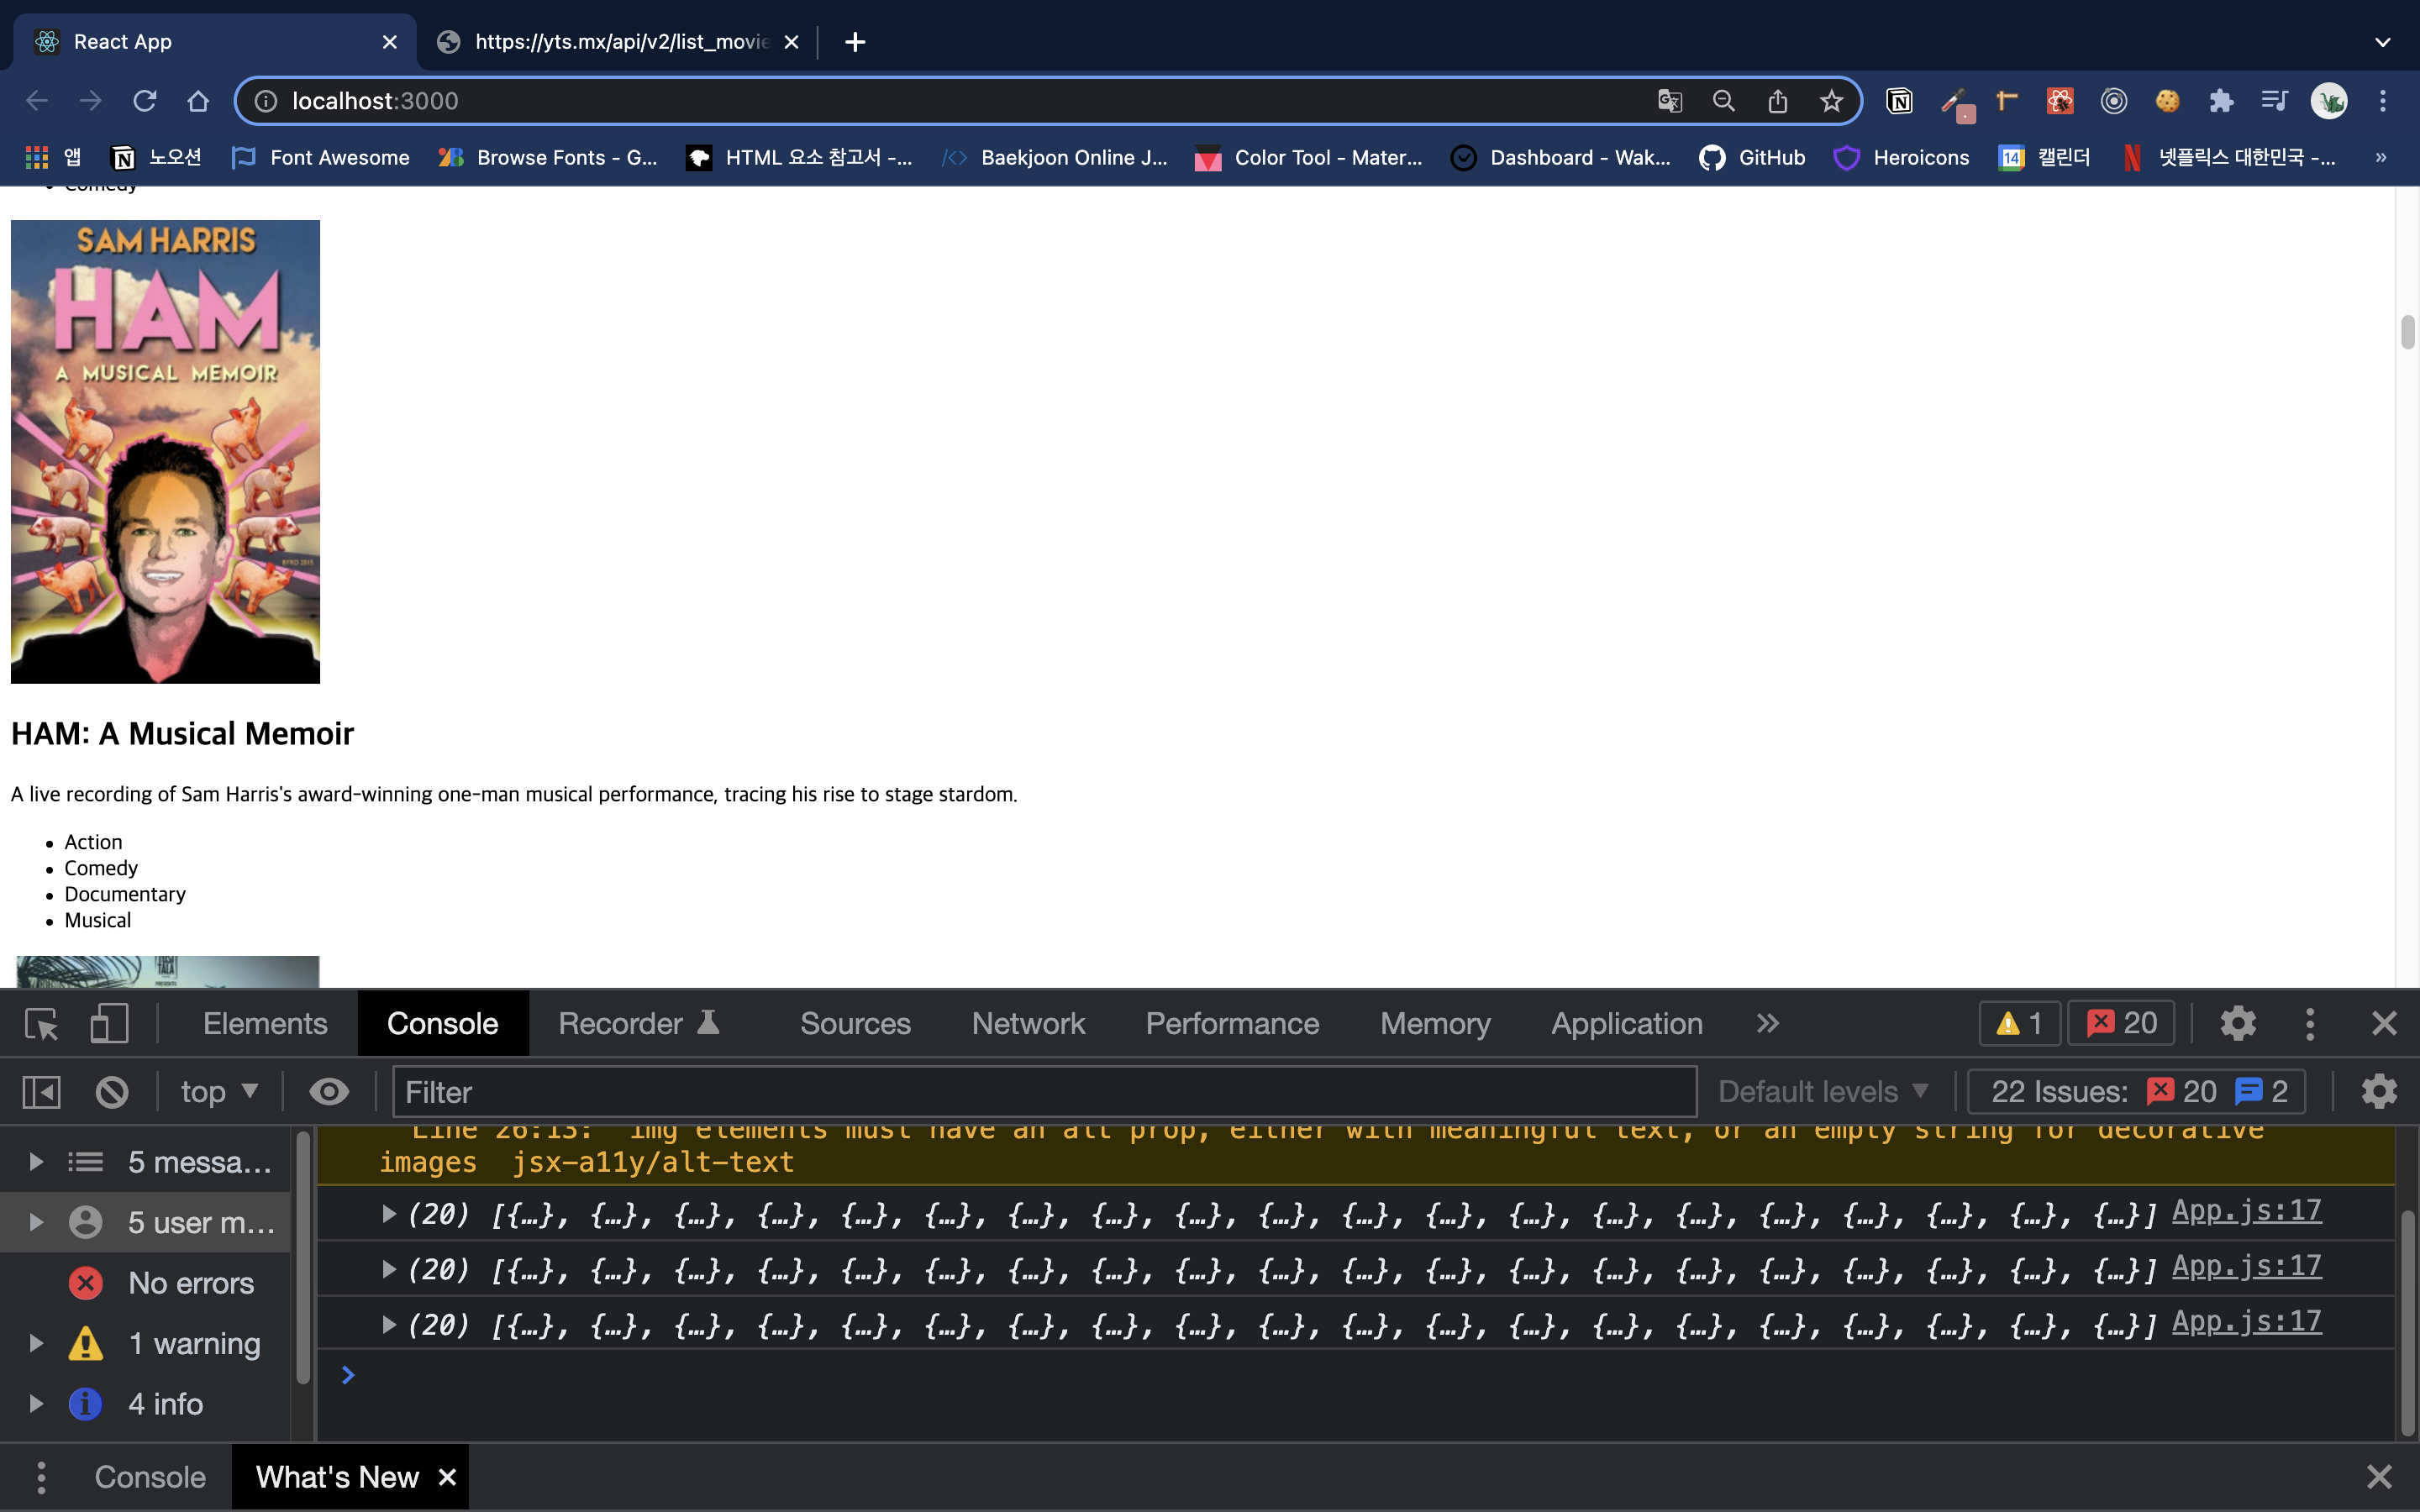 React App
https://yts.mx/api/v2/list_movie
localhost:3000
앱
노오션
Font Awesome
Browse Fonts - G...
HTML 요소 참고서 -...
Baekjoon Online J...
Color Tool - Mater...
Dashboard - Wak...
GitHub
Heroicons
14
캘린더
넷플릭스 대한민국 -...
»
Comedy
SAM HARRIS
HAM
A MUSICAL MEMOIR
BYRD 2015
HAM: A Musical Memoir
A live recording of Sam Harris's award-winning one-man musical performance, tracing his rise to stage stardom.
Action
Comedy
Documentary
Musical
Elements
Console
Recorder
Sources
Network
Performance
Memory
Application
1
20
top
Filter
Default levels
22 Issues: 20 2
5 messa...
5 user m...
No errors
1 warning
4 info
Line 26:13: img elements must have an alt prop, either with meaningful text, or an empty string for decorative
images jsx-a11y/alt-text
(20) [{…}, {…}, {…}, {…}, {…}, {…}, {…}, {…}, {…}, {…}, {…}, {…}, {…}, {…}, {…}, {…}, {…}, {…}, {…}, {…}] App.js:17
(20) [{…}, {…}, {…}, {…}, {…}, {…}, {…}, {…}, {…}, {…}, {…}, {…}, {…}, {…}, {…}, {…}, {…}, {…}, {…}, {…}] App.js:17
(20) [{…}, {…}, {…}, {…}, {…}, {…}, {…}, {…}, {…}, {…}, {…}, {…}, {…}, {…}, {…}, {…}, {…}, {…}, {…}, {…}] App.js:17
Console
What's New